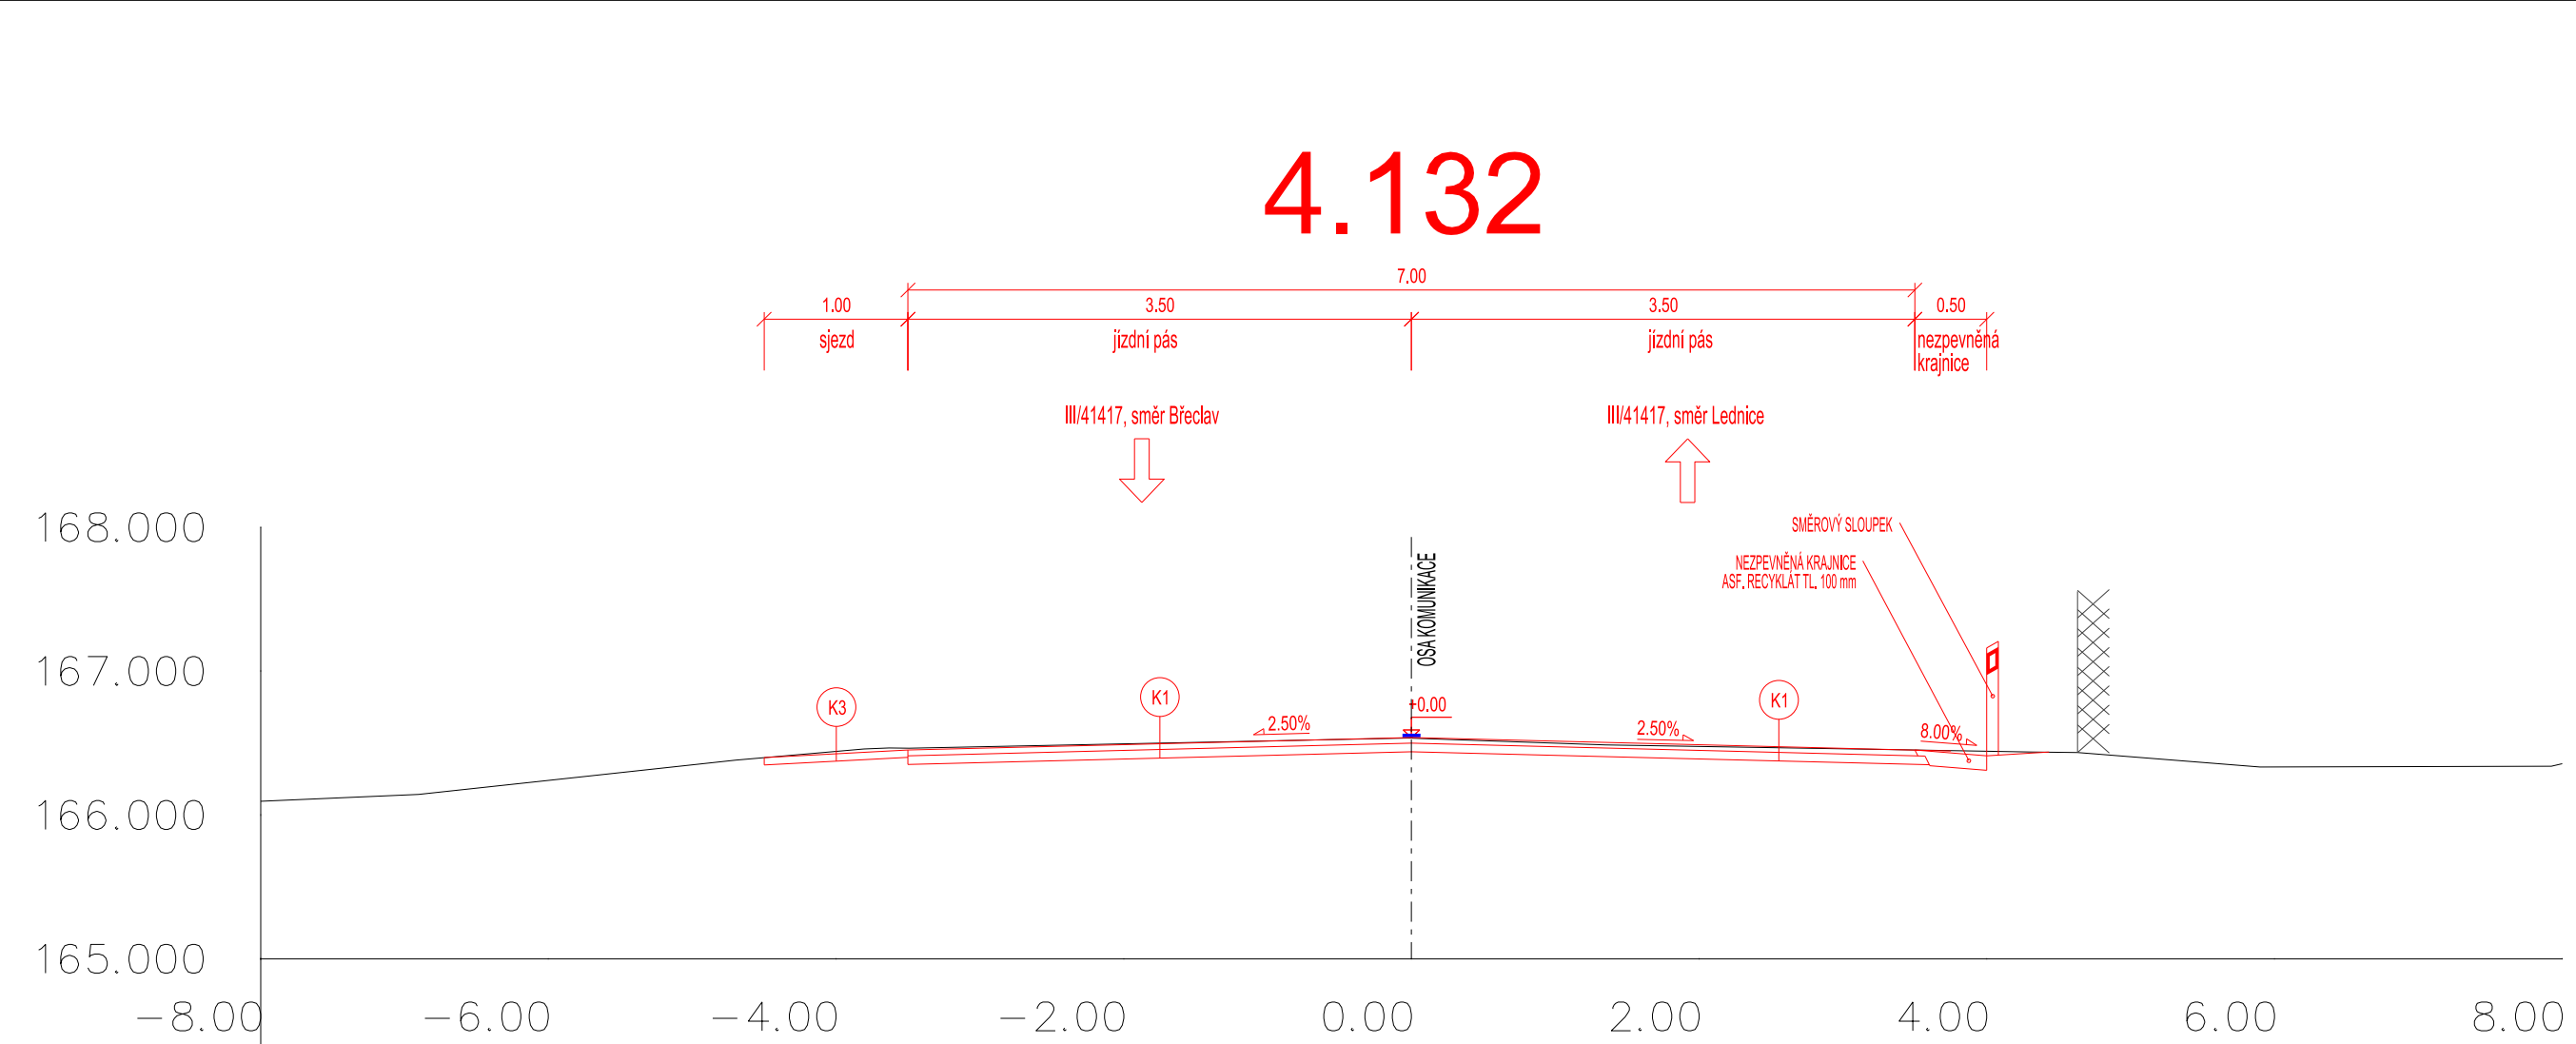 4.132
7.00
1.00
3.50
3.50
0.50
sjezd
jízdní pás
jízdní pás
nezpevněná
krajnice
III/41417, směr Břeclav
III/41417, směr Lednice
168.000
SMĚROVÝ SLOUPEK
OSA KOMUNIKACE
NEZPEVNĚNÁ KRAJNICE
ASF. RECYKLÁT TL. 100 mm
167.000
K3
K1
+0.00
K1
2.50%
2.50%
8.00%
166.000
165.000
-8.00
-6.00
-4.00
-2.00
0.00
2.00
4.00
6.00
8.00